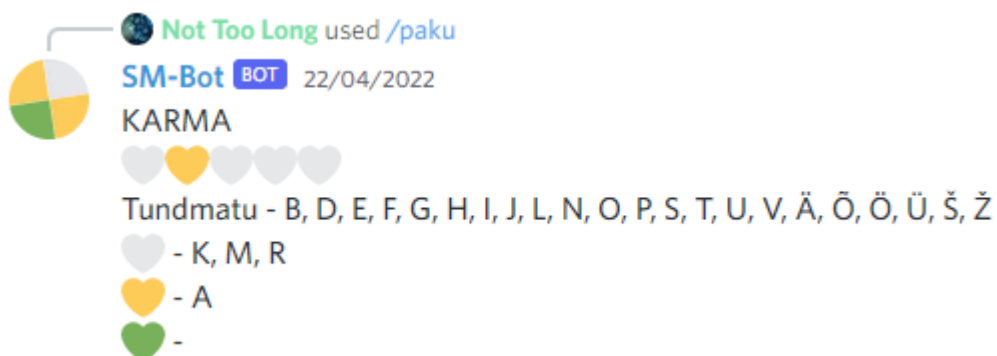 Not Too Long used /paku
SM-Bot BOT 22/04/2022
KARMA
Tundmatu - B, D, E, F, G, H, I, J, L, N, O, P, S, T, U, V, Ä, Õ, Ö, Ü, Š, Ž
- K, M, R
- A
-